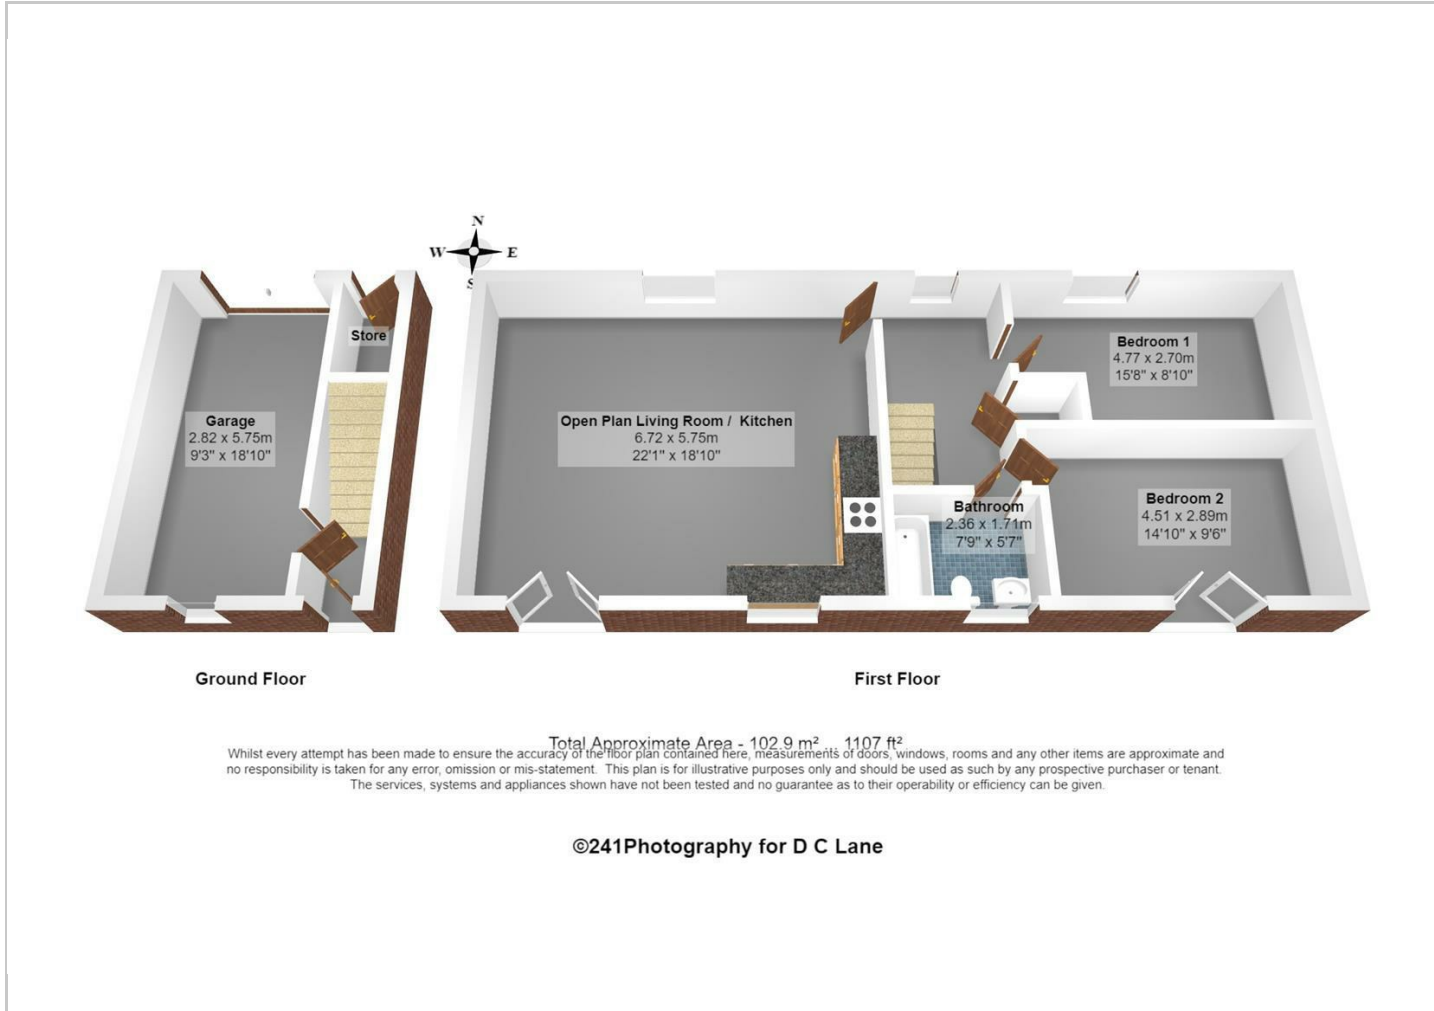 N
W E
S
Store
Garage
2.82 x 5.75m
9'3" x 18'10"
Open Plan Living Room / Kitchen
6.72 x 5.75m
22'1" x 18'10"
Bedroom 1
4.77 x 2.70m
15'8" x 8'10"
Bedroom 2
4.51 x 2.89m
14'10" x 9'6"
Bathroom
2.36 x 1.71m
7'9" x 5'7"
Ground Floor
First Floor
Total Approximate Area - 102.9 m² ... 1107 ft²
Whilst every attempt has been made to ensure the accuracy of the floor plan contained here, measurements of doors, windows, rooms and any other items are approximate and
no responsibility is taken for any error, omission or mis-statement. This plan is for illustrative purposes only and should be used as such by any prospective purchaser or tenant.
The services, systems and appliances shown have not been tested and no guarantee as to their operability or efficiency can be given.
©241Photography for D C Lane